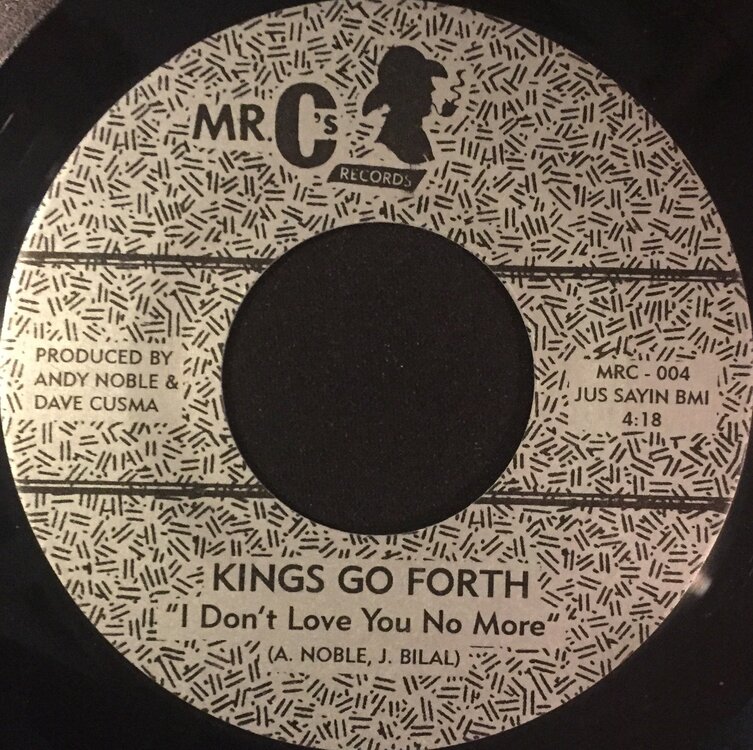 MR C's
RECORDS
PRODUCED BY
ANDY NOBLE &
DAVE CUSMA
MRC - 004
JUS SAYIN BMI
4:18
KINGS GO FORTH
"I Don't Love You No More"
(A. NOBLE, J. BILAL)